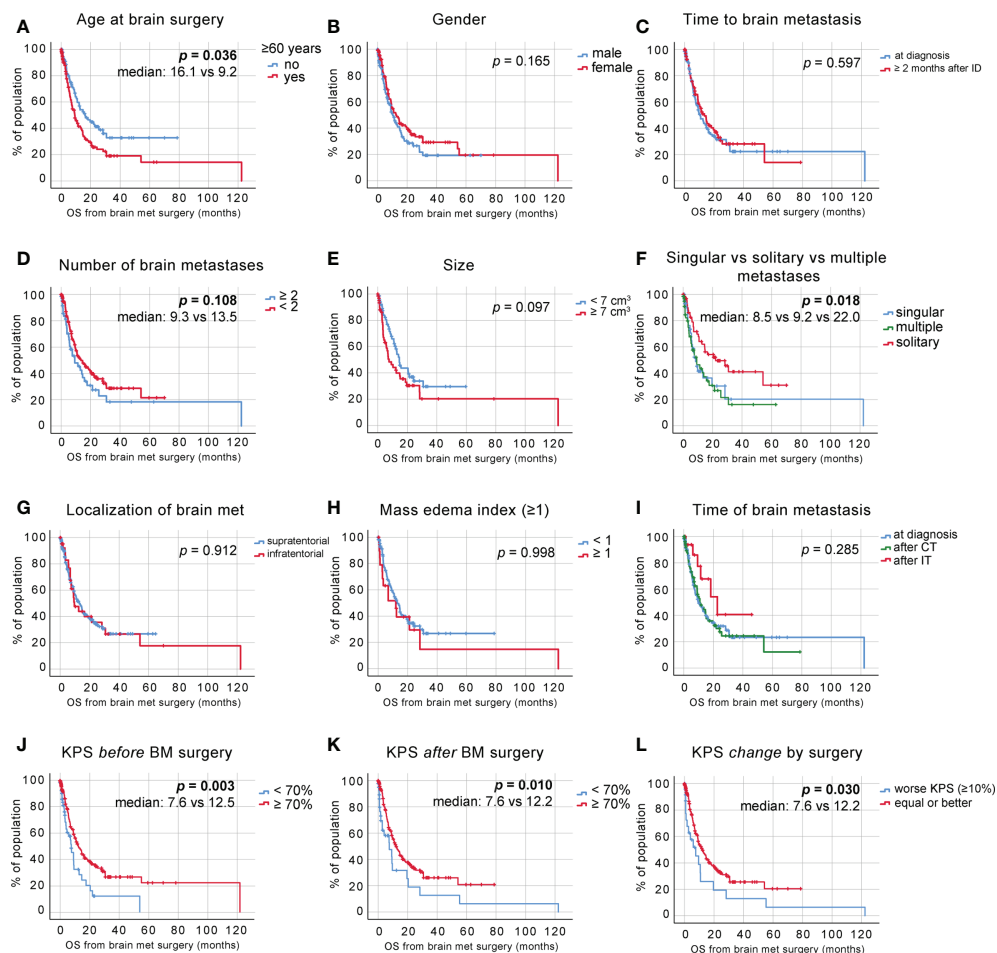 A Age at brain surgery
% of population
100
80
60
40
20
0
0 20 40 60 80 100 120
OS from brain met surgery (months)
p = 0.036
median: 16.1 vs 9.2
≥60 years
no
yes
B Gender
% of population
100
80
60
40
20
0
0 20 40 60 80 100 120
OS from brain met surgery (months)
p = 0.165
male
female
C Time to brain metastasis
% of population
100
80
60
40
20
0
0 20 40 60 80 100 120
OS from brain met surgery (months)
p = 0.597
at diagnosis
≥ 2 months after ID
D Number of brain metastases
% of population
100
80
60
40
20
0
0 20 40 60 80 100 120
OS from brain met surgery (months)
p = 0.108
median: 9.3 vs 13.5
≥ 2
< 2
E Size
% of population
100
80
60
40
20
0
0 20 40 60 80 100 120
OS from brain met surgery (months)
p = 0.097
< 7 cm³
≥ 7 cm³
F Singular vs solitary vs multiple
metastases
% of population
100
80
60
40
20
0
0 20 40 60 80 100 120
OS from brain met surgery (months)
p = 0.018
median: 8.5 vs 9.2 vs 22.0
singular
multiple
solitary
G Localization of brain met
% of population
100
80
60
40
20
0
0 20 40 60 80 100 120
OS from brain met surgery (months)
p = 0.912
supratentorial
infratentorial
H Mass edema index (≥1)
% of population
100
80
60
40
20
0
0 20 40 60 80 100 120
OS from brain met surgery (months)
p = 0.998
< 1
≥ 1
I Time of brain metastasis
% of population
100
80
60
40
20
0
0 20 40 60 80 100 120
OS from brain met surgery (months)
p = 0.285
at diagnosis
after CT
after IT
J KPS before BM surgery
% of population
100
80
60
40
20
0
0 20 40 60 80 100 120
OS from brain met surgery (months)
p = 0.003
median: 7.6 vs 12.5
< 70%
≥ 70%
K KPS after BM surgery
% of population
100
80
60
40
20
0
0 20 40 60 80 100 120
OS from brain met surgery (months)
p = 0.010
median: 7.6 vs 12.2
< 70%
≥ 70%
L KPS change by surgery
% of population
100
80
60
40
20
0
0 20 40 60 80 100 120
OS from brain met surgery (months)
p = 0.030
median: 7.6 vs 12.2
worse KPS (≥10%)
equal or better